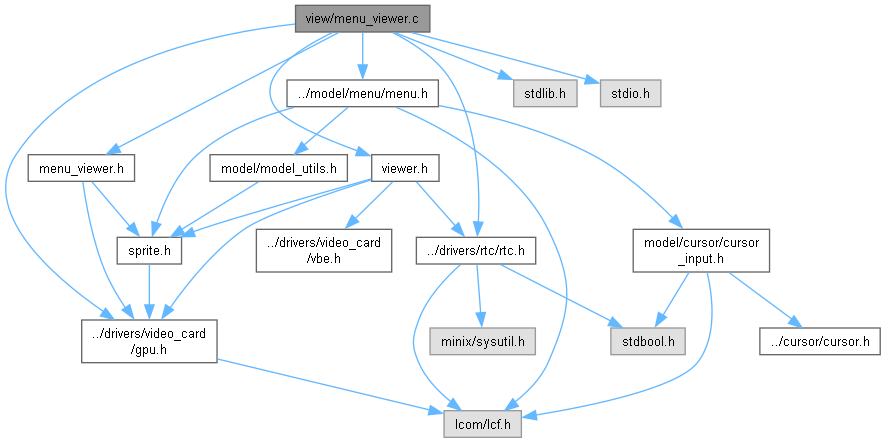 view/menu_viewer.c
../model/menu/menu.h
stdlib.h
stdio.h
menu_viewer.h
model/model_utils.h
viewer.h
sprite.h
../drivers/video_card
/vbe.h
../drivers/rtc/rtc.h
model/cursor/cursor
_input.h
../drivers/video_card
/gpu.h
minix/sysutil.h
stdbool.h
../cursor/cursor.h
lcom/lcf.h